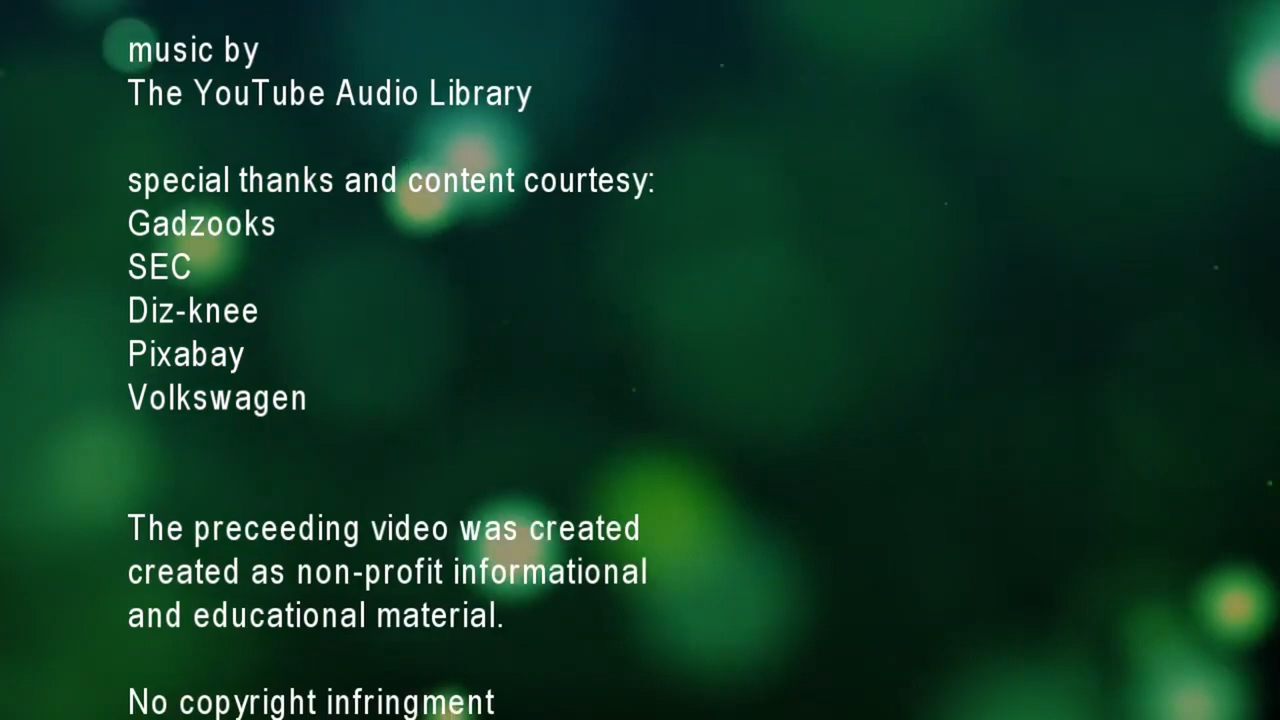 music by
The YouTube Audio Library
special thanks and content courtesy:
Gadzooks
SEC
Diz-knee
Pixabay
Volkswagen
The preceeding video was created
created as non-profit informational
and educational material.
No copyright infringment